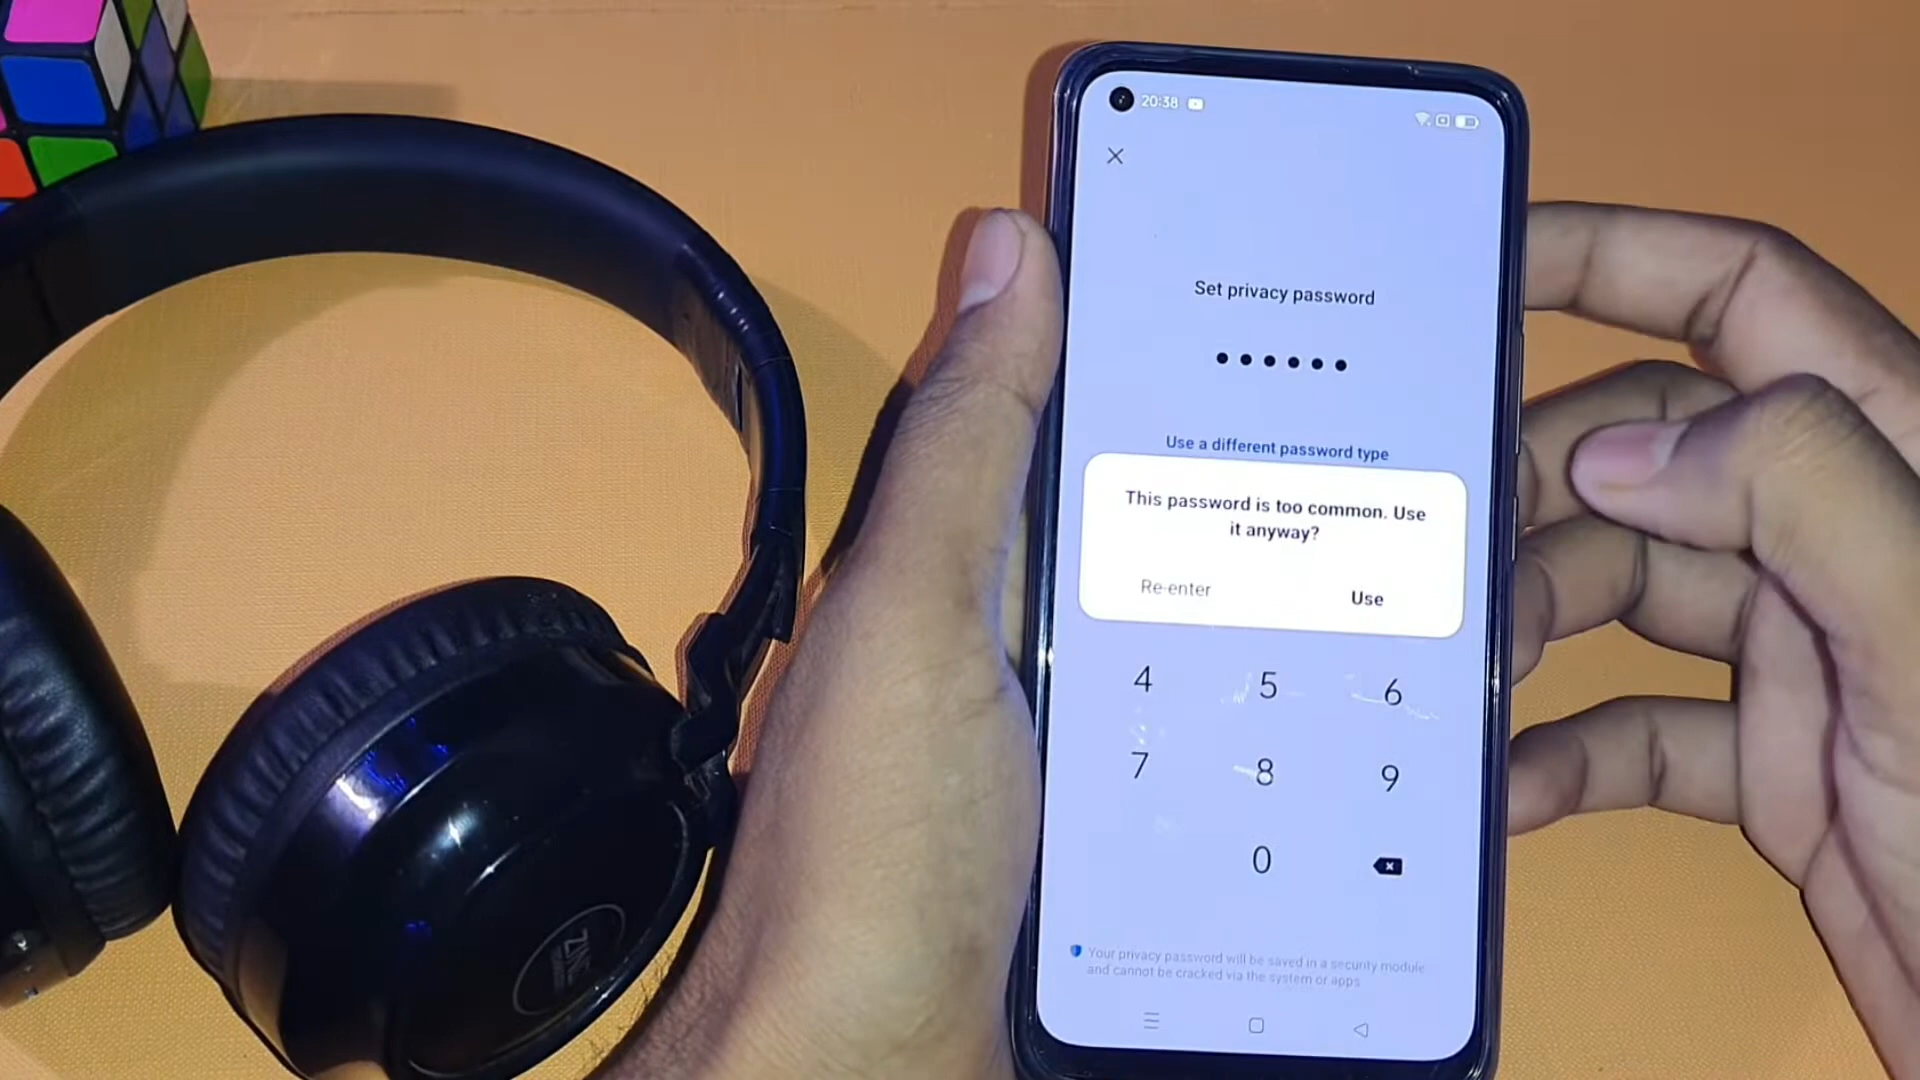 20:38
Set privacy password
Use a different password type
This password is too common. Use
it anyway?
Re-enter
Use
4 5 6
7 8 9
0
Your privacy password will be saved in a security module
and cannot be cracked via the system or apps